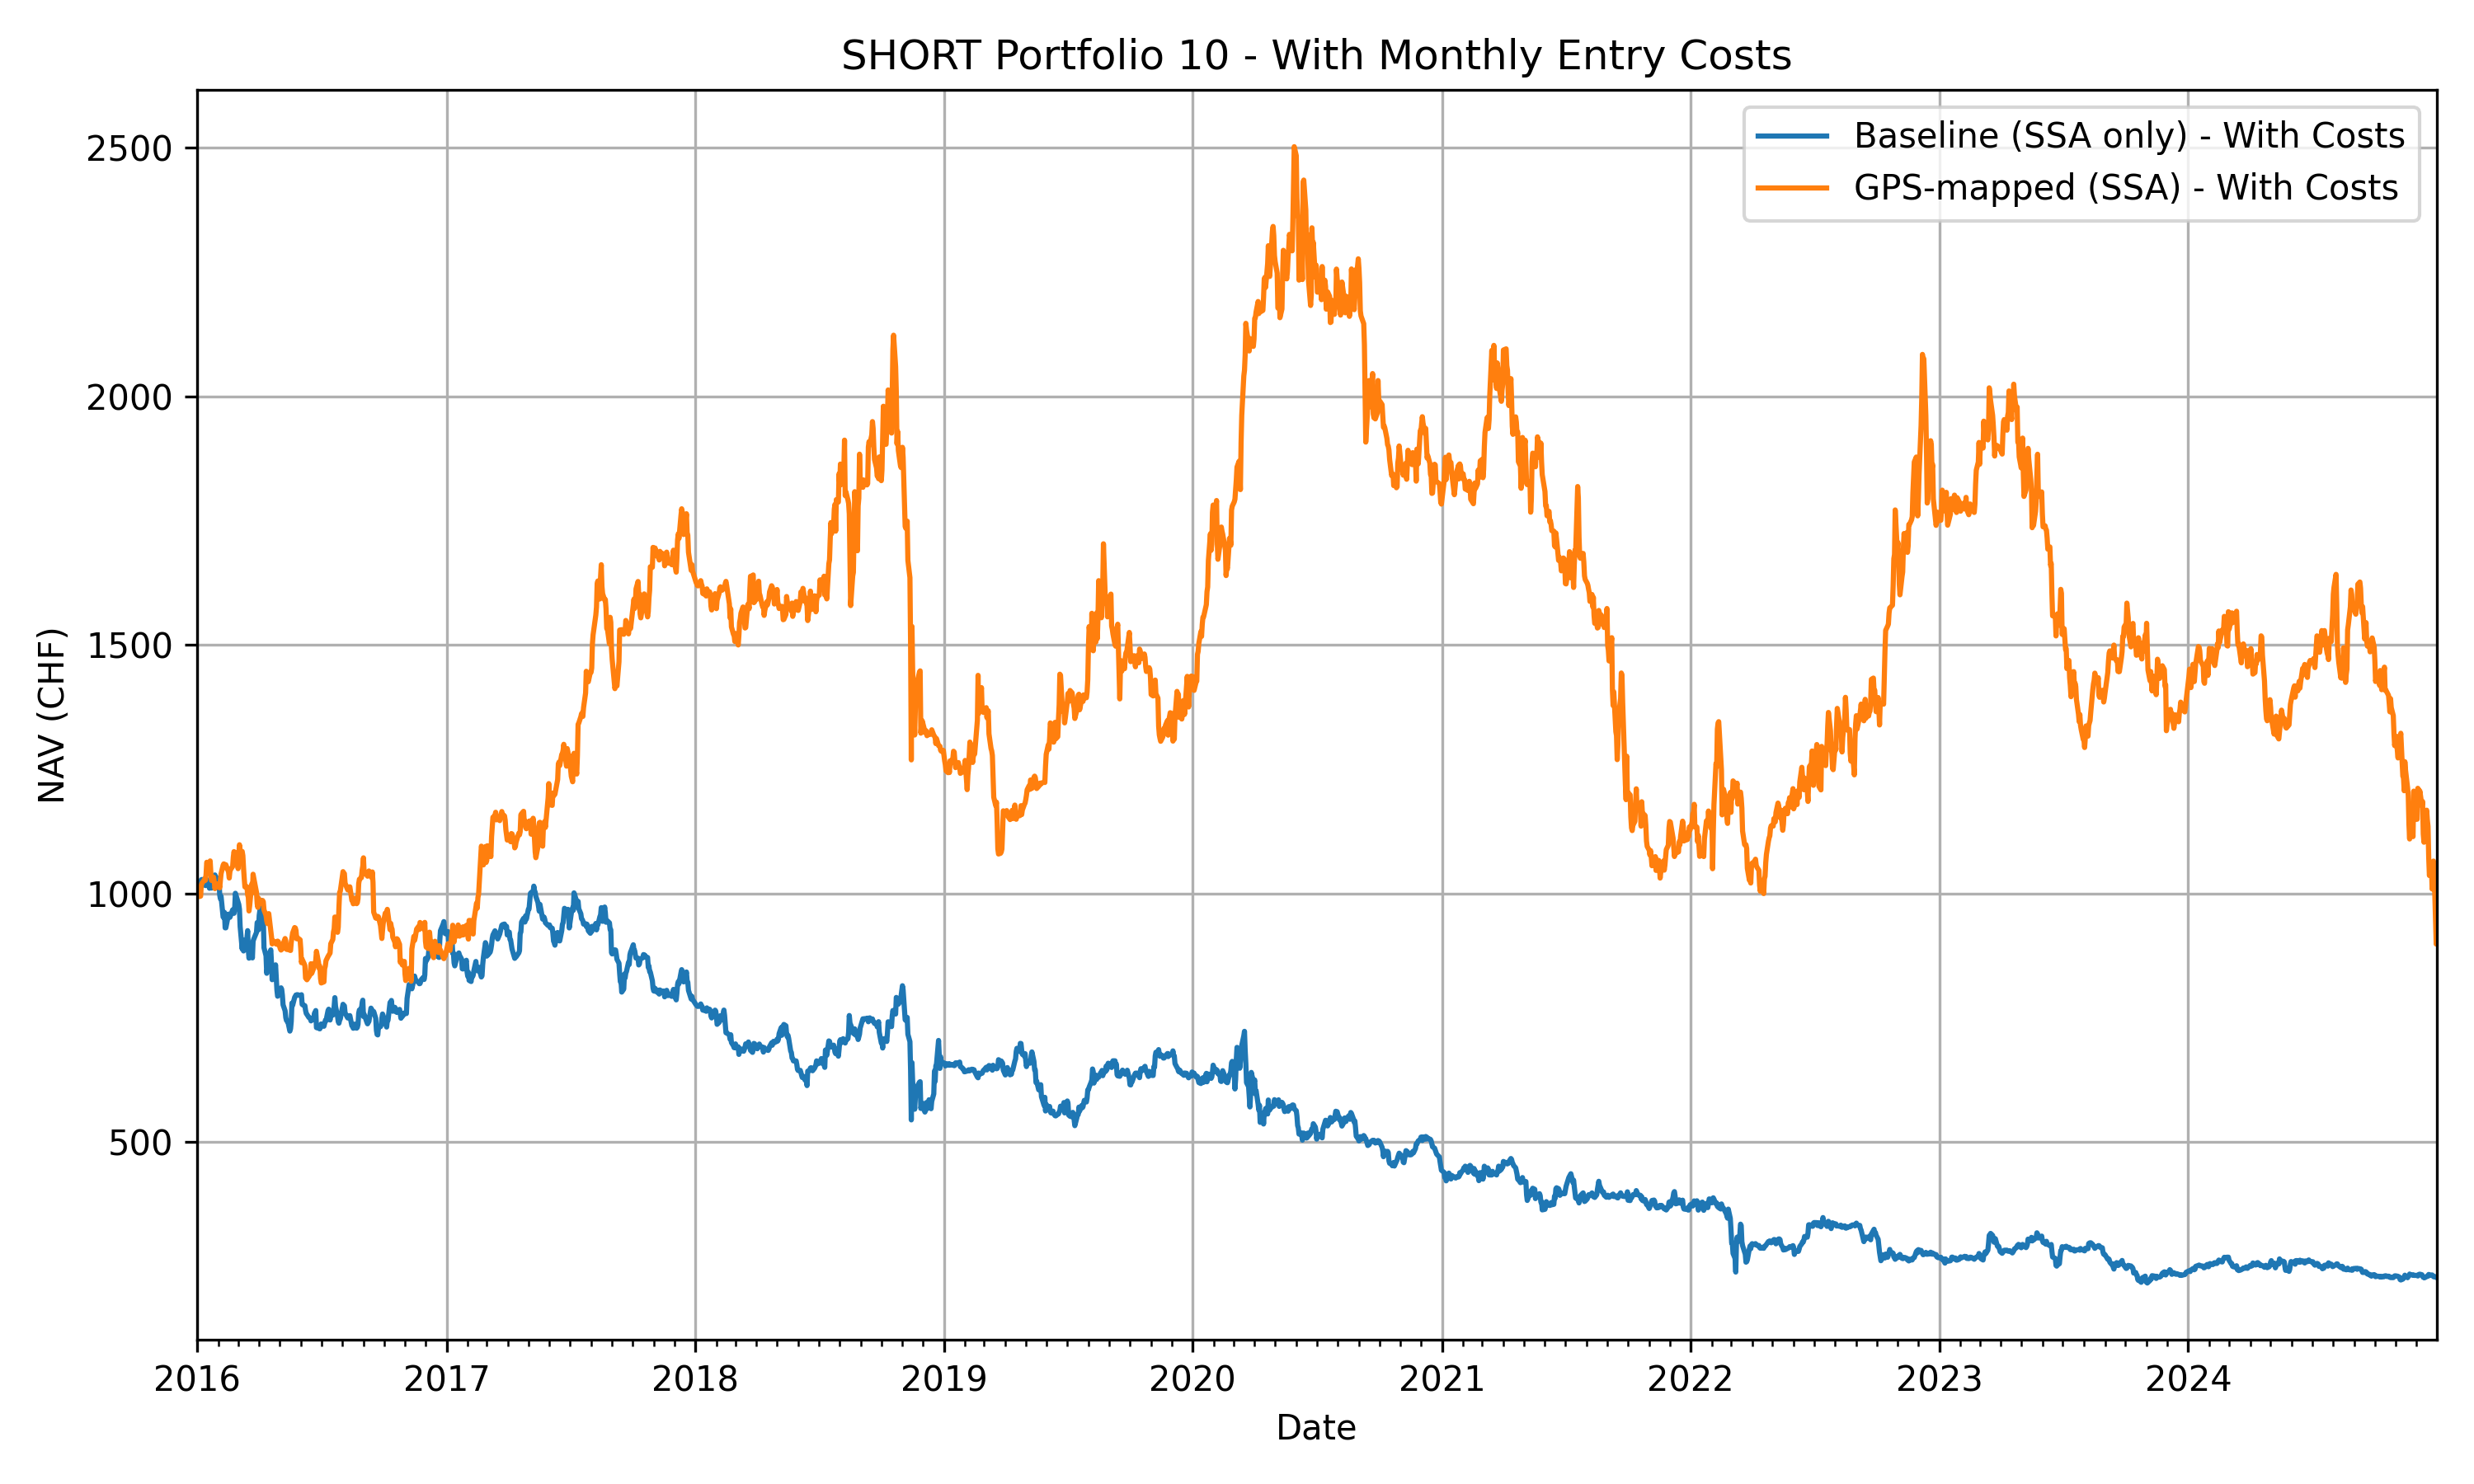 SHORT Portfolio 10 - With Monthly Entry Costs
Baseline (SSA only) - With Costs
GPS-mapped (SSA) - With Costs
NAV (CHF)
2500
2000
1500
1000
500
2016 2017 2018 2019 2020 2021 2022 2023 2024
Date